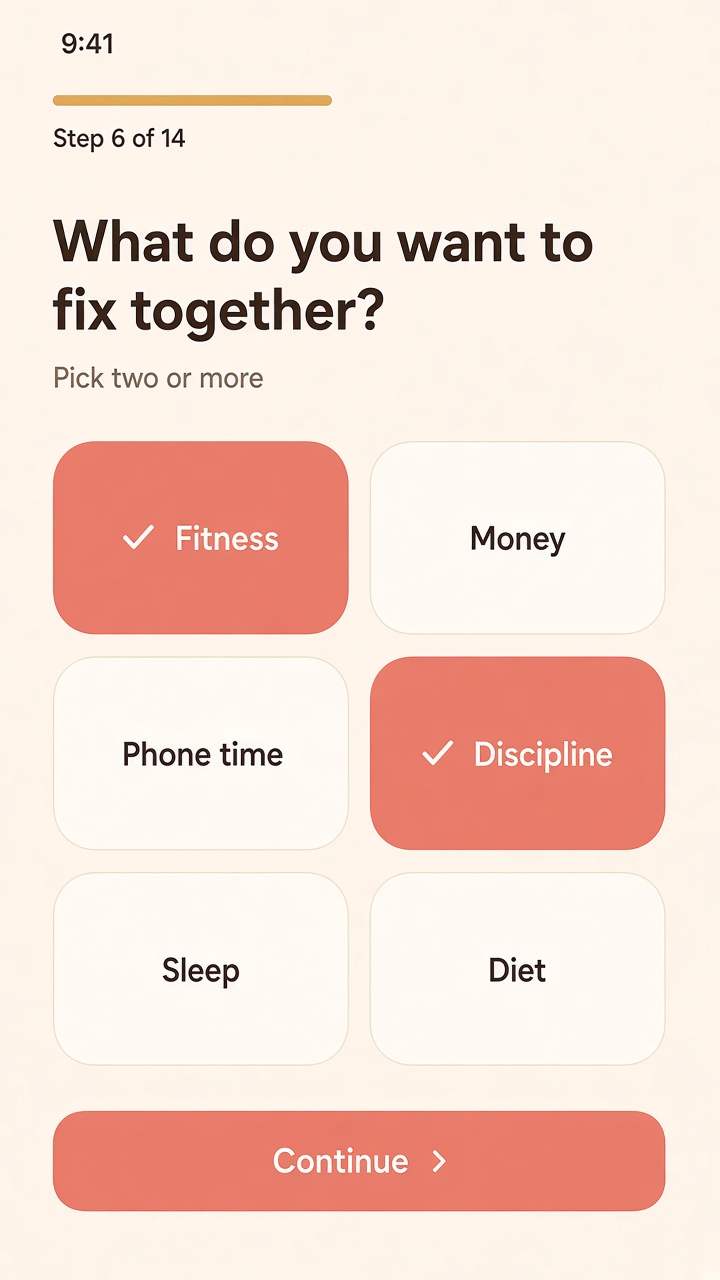 9:41
Step 6 of 14
What do you want to
fix together?
Pick two or more
Fitness
Money
Phone time
Discipline
Sleep
Diet
Continue